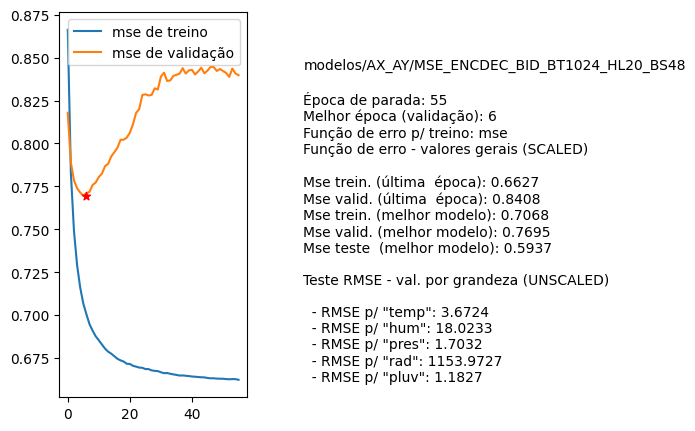 mse de treino
mse de validação
0.875
0.850
0.825
0.800
0.775
0.750
0.725
0.700
0.675
0
20
40
modelos/AX_AY/MSE_ENCDEC_BID_BT1024_HL20_BS48
Época de parada: 55
Melhor época (validação): 6
Função de erro p/ treino: mse
Função de erro - valores gerais (SCALED)
Mse trein. (última  época): 0.6627
Mse valid. (última  época): 0.8408
Mse trein. (melhor modelo): 0.7068
Mse valid. (melhor modelo): 0.7695
Mse teste  (melhor modelo): 0.5937
Teste RMSE - val. por grandeza (UNSCALED)
- RMSE p/ "temp": 3.6724
- RMSE p/ "hum": 18.0233
- RMSE p/ "pres": 1.7032
- RMSE p/ "rad": 1153.9727
- RMSE p/ "pluv": 1.1827